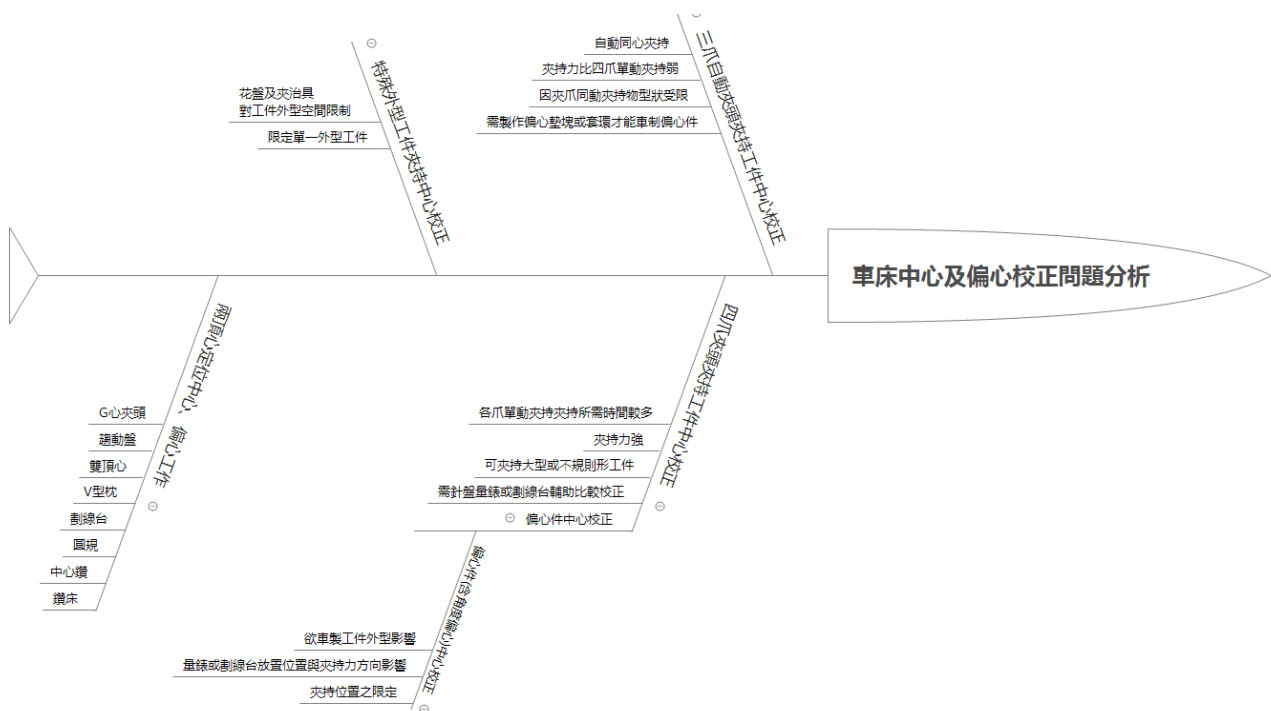 車床中心及偏心校正問題分析
三爪自動夾頭夾持工件中心校正
自動同心夾持
夾持力比四爪單動夾持弱
因夾爪同動夾持物型狀受限
需製作偏心墊塊或套環才能車制偏心件
四爪夾頭夾持工件中心校正
各爪單動夾持夾持所需時間較多
夾持力強
可夾持大型或不規則形工件
需針盤量錶或劃線台輔助比較校正
偏心件中心校正
偏心件(含角度偏心)中心校正
欲車製工件外型影響
量錶或劃線台放置位置與夾持力方向影響
夾持位置之限定
特殊外型工件夾持中心校正
花盤及夾治具
對工件外型空間限制
限定單一外型工件
兩頂心定位中心、偏心工作
G心夾頭
趨動盤
雙頂心
V型枕
劃線台
圓規
中心鑽
鑽床